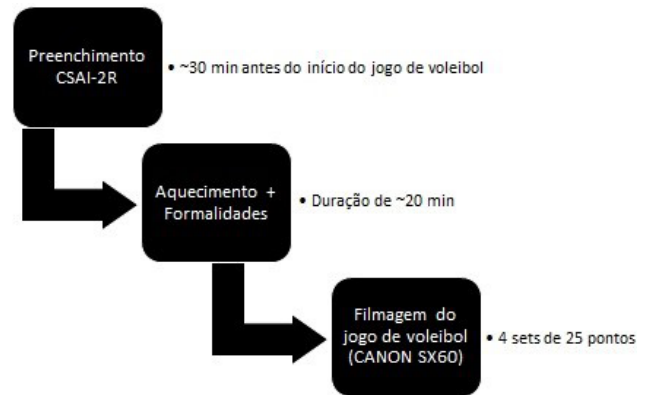 Preenchimento
CSAI-2R
• ~30 min antes do início do jogo de voleibol
Aquecimento +
Formalidades
• Duração de ~20 min
Filmagem do
jogo de voleibol
(CANON SX60)
• 4 sets de 25 pontos